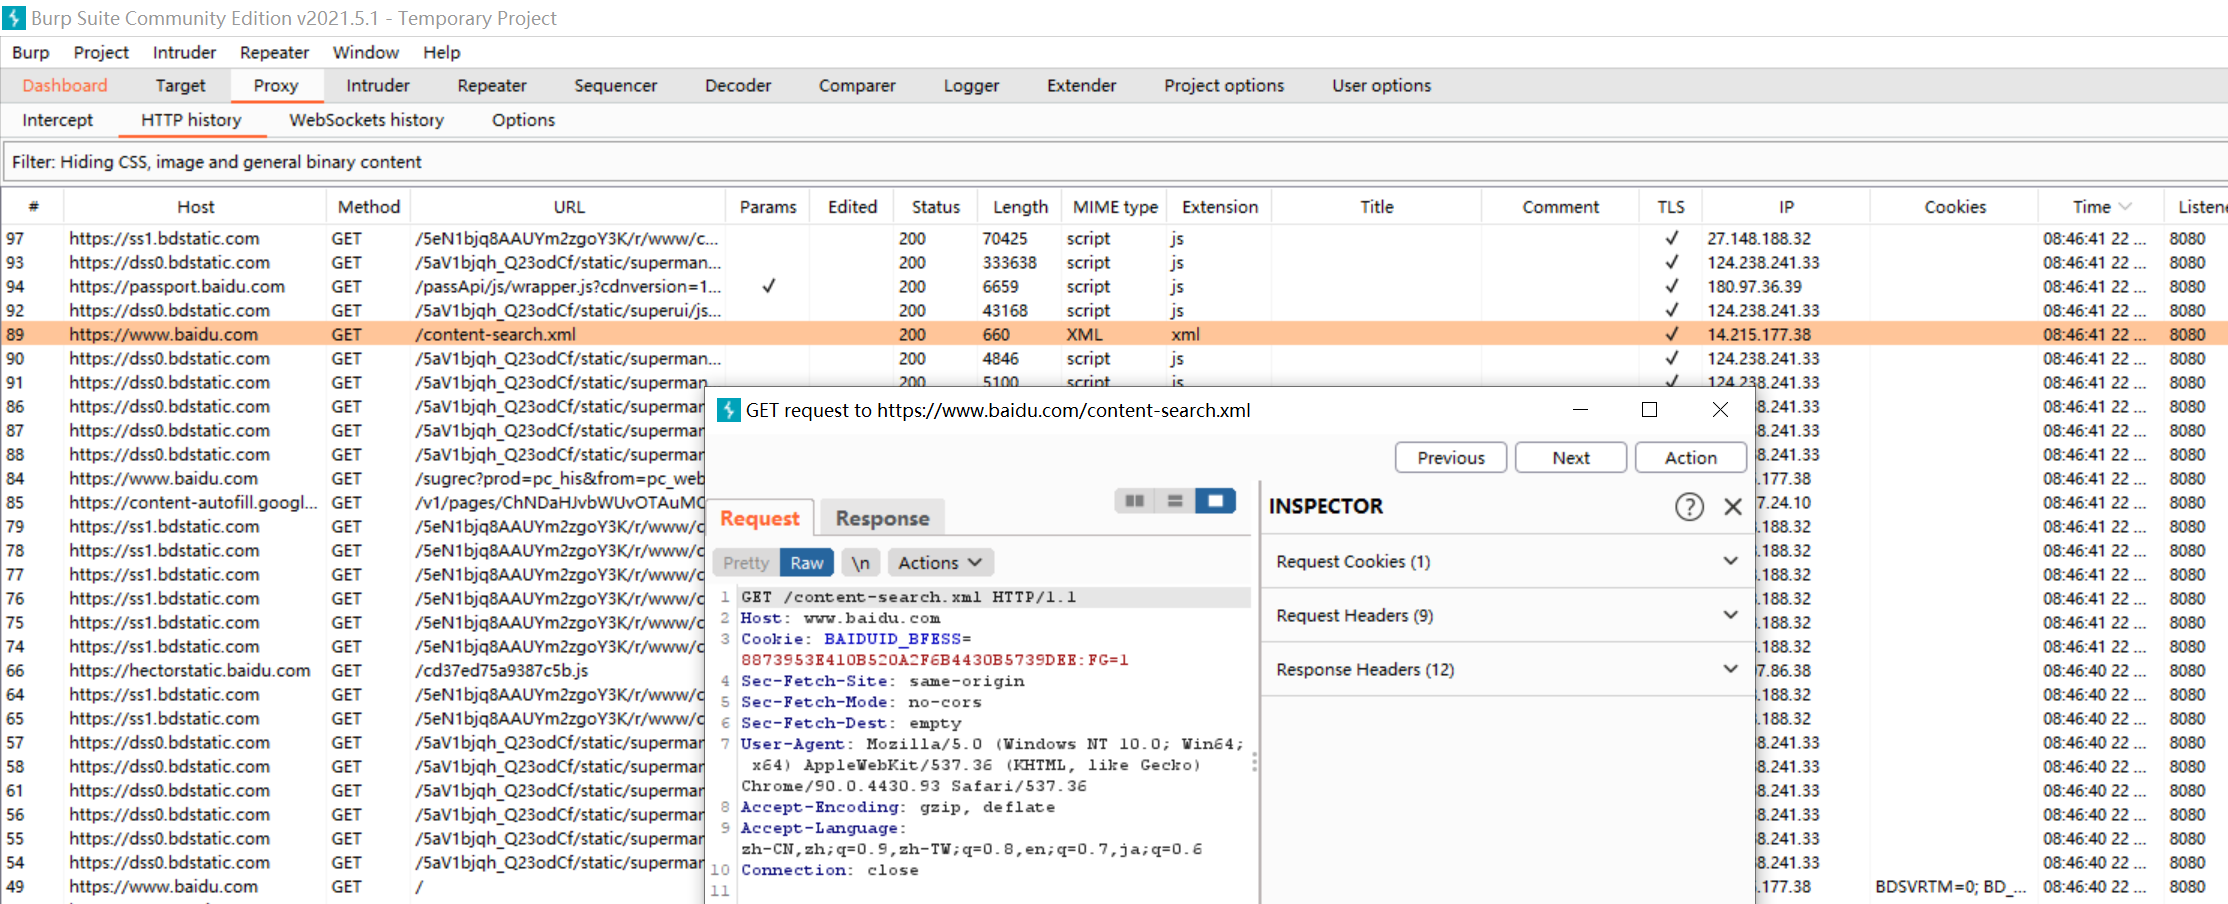 Burp Suite Community Edition v2021.5.1 - Temporary Project
Burp Project Intruder Repeater Window Help
Dashboard Target Proxy Intruder Repeater Sequencer Decoder Comparer Logger Extender Project options User options
Intercept HTTP history WebSockets history Options
Filter: Hiding CSS, image and general binary content
# Host Method URL Params Edited Status Length MIME type Extension Title Comment TLS IP Cookies Time Listene
97 https://ss1.bdstatic.com GET /5eN1bjq8AAUYm2zgoY3K/r/www/c... 200 70425 script js ✓ 27.148.188.32 08:46:41 22 ... 8080
93 https://dss0.bdstatic.com GET /5aV1bjqh_Q23odCf/static/superman... 200 333638 script js ✓ 124.238.241.33 08:46:41 22 ... 8080
94 https://passport.baidu.com GET /passApi/js/wrapper.js?cdnversion=1... ✓ 200 6659 script js ✓ 180.97.36.39 08:46:41 22 ... 8080
92 https://dss0.bdstatic.com GET /5aV1bjqh_Q23odCf/static/superui/js... 200 43168 script js ✓ 124.238.241.33 08:46:41 22 ... 8080
89 https://www.baidu.com GET /content-search.xml 200 660 XML xml ✓ 14.215.177.38 08:46:41 22 ... 8080
90 https://dss0.bdstatic.com GET /5aV1bjqh_Q23odCf/static/superman... 200 4846 script js ✓ 124.238.241.33 08:46:41 22 ... 8080
91 https://dss0.bdstatic.com GET /5aV1bjqh_Q23odCf/static/superman... 200 5100 script js ✓ 124.238.241.33 08:46:41 22 ... 8080
86 https://dss0.bdstatic.com GET /5aV1bjqh_Q23odCf/static/superman 8.241.33 08:46:41 22 ... 8080
87 https://dss0.bdstatic.com GET /5aV1bjqh_Q23odCf/static/superman 8.241.33 08:46:41 22 ... 8080
88 https://dss0.bdstatic.com GET /5aV1bjqh_Q23odCf/static/superman 8.241.33 08:46:41 22 ... 8080
84 https://www.baidu.com GET /sugrec?prod=pc_his&from=pc_web .177.38 08:46:41 22 ... 8080
85 https://content-autofill.googl... GET /v1/pages/ChNDaHJvbWUvOTAuMC 7.24.10 08:46:41 22 ... 8080
79 https://ss1.bdstatic.com GET /5eN1bjq8AAUYm2zgoY3K/r/www/c .188.32 08:46:41 22 ... 8080
78 https://ss1.bdstatic.com GET /5eN1bjq8AAUYm2zgoY3K/r/www/c .188.32 08:46:41 22 ... 8080
77 https://ss1.bdstatic.com GET /5eN1bjq8AAUYm2zgoY3K/r/www/c .188.32 08:46:41 22 ... 8080
76 https://ss1.bdstatic.com GET /5eN1bjq8AAUYm2zgoY3K/r/www/c .188.32 08:46:41 22 ... 8080
75 https://ss1.bdstatic.com GET /5eN1bjq8AAUYm2zgoY3K/r/www/c .188.32 08:46:41 22 ... 8080
74 https://ss1.bdstatic.com GET /5eN1bjq8AAUYm2zgoY3K/r/www/c .188.32 08:46:41 22 ... 8080
66 https://hectorstatic.baidu.com GET /cd37ed75a9387c5b.js 7.86.38 08:46:41 22 ... 8080
64 https://ss1.bdstatic.com GET /5eN1bjq8AAUYm2zgoY3K/r/www/c .188.32 08:46:40 22 ... 8080
65 https://ss1.bdstatic.com GET /5eN1bjq8AAUYm2zgoY3K/r/www/c .188.32 08:46:40 22 ... 8080
57 https://dss0.bdstatic.com GET /5aV1bjqh_Q23odCf/static/superman 8.241.33 08:46:40 22 ... 8080
58 https://dss0.bdstatic.com GET /5aV1bjqh_Q23odCf/static/superman 8.241.33 08:46:40 22 ... 8080
61 https://dss0.bdstatic.com GET /5aV1bjqh_Q23odCf/static/superman 8.241.33 08:46:40 22 ... 8080
56 https://dss0.bdstatic.com GET /5aV1bjqh_Q23odCf/static/superman 8.241.33 08:46:40 22 ... 8080
55 https://dss0.bdstatic.com GET /5aV1bjqh_Q23odCf/static/superman 8.241.33 08:46:40 22 ... 8080
54 https://dss0.bdstatic.com GET /5aV1bjqh_Q23odCf/static/superman 8.241.33 08:46:40 22 ... 8080
49 https://www.baidu.com GET / .177.38 BDSVRTM=0; BD_... 08:46:40 22 ... 8080
GET request to https://www.baidu.com/content-search.xml
Previous Next Action
Request Response
Pretty Raw \n Actions
1 GET /content-search.xml HTTP/1.1
2 Host: www.baidu.com
3 Cookie: BAIDUID_BFESS=
8873953E410B520A2F6B4430B5739DEE:FG=1
4 Sec-Fetch-Site: same-origin
5 Sec-Fetch-Mode: no-cors
6 Sec-Fetch-Dest: empty
7 User-Agent: Mozilla/5.0 (Windows NT 10.0; Win64;
x64) AppleWebKit/537.36 (KHTML, like Gecko)
Chrome/90.0.4430.93 Safari/537.36
8 Accept-Encoding: gzip, deflate
9 Accept-Language:
zh-CN,zh;q=0.9,zh-TW;q=0.8,en;q=0.7,ja;q=0.6
10 Connection: close
11
INSPECTOR
Request Cookies (1)
Request Headers (9)
Response Headers (12)